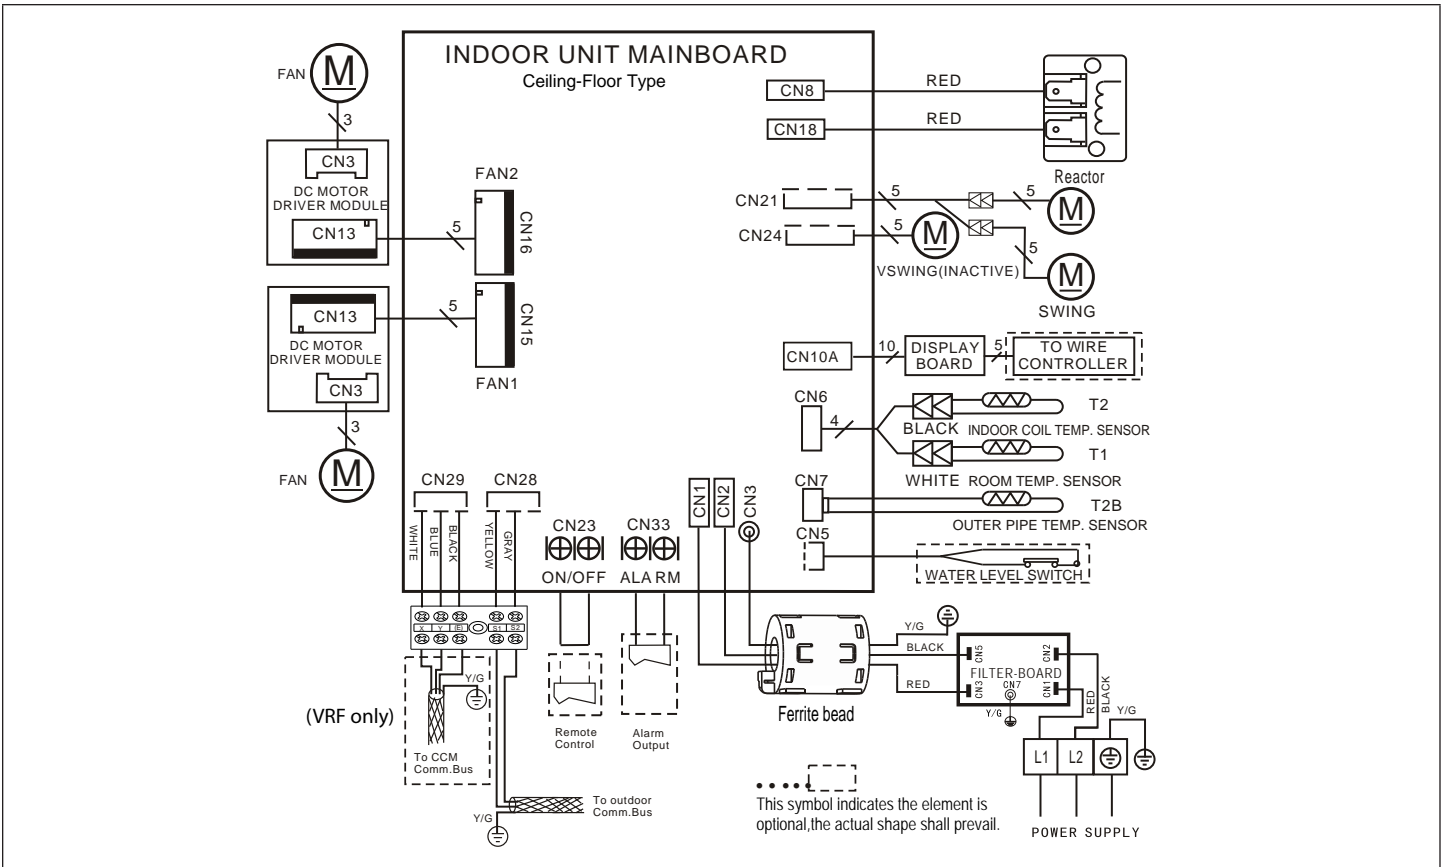 INDOOR UNIT MAINBOARD
Ceiling-Floor Type
FAN
M
3
CN3
DC MOTOR
DRIVER MODULE
CN13
5
FAN2
CN16
CN13
5
DC MOTOR
DRIVER MODULE
CN3
3
FAN
M
CN15
FAN1
CN8
RED
CN18
RED
Reactor
CN21
5
5
M
CN24
5
M
VSWING(INACTIVE)
5
M
SWING
CN10A
10
DISPLAY
BOARD
5
TO WIRE
CONTROLLER
CN6
4
T2
BLACK
INDOOR COIL TEMP. SENSOR
T1
WHITE
ROOM TEMP. SENSOR
CN7
T2B
OUTER PIPE TEMP. SENSOR
CN5
WATER LEVEL SWITCH
CN29
WHITE
BLUE
BLACK
CN28
YELLOW
GRAY
CN23
ON/OFF
CN33
ALARM
CN1
CN2
CN3
X
Y
(E)
S1
S2
Y/G
(VRF only)
To CCM
Comm.Bus
Remote
Control
Alarm
Output
Y/G
To outdoor
Comm.Bus
Ferrite bead
Y/G
BLACK
RED
CN5
CN2
FILTER-BOARD
CN3
CN7
CN1
Y/G
RED
BLACK
Y/G
L1
L2
POWER SUPPLY
This symbol indicates the element is
optional,the actual shape shall prevail.